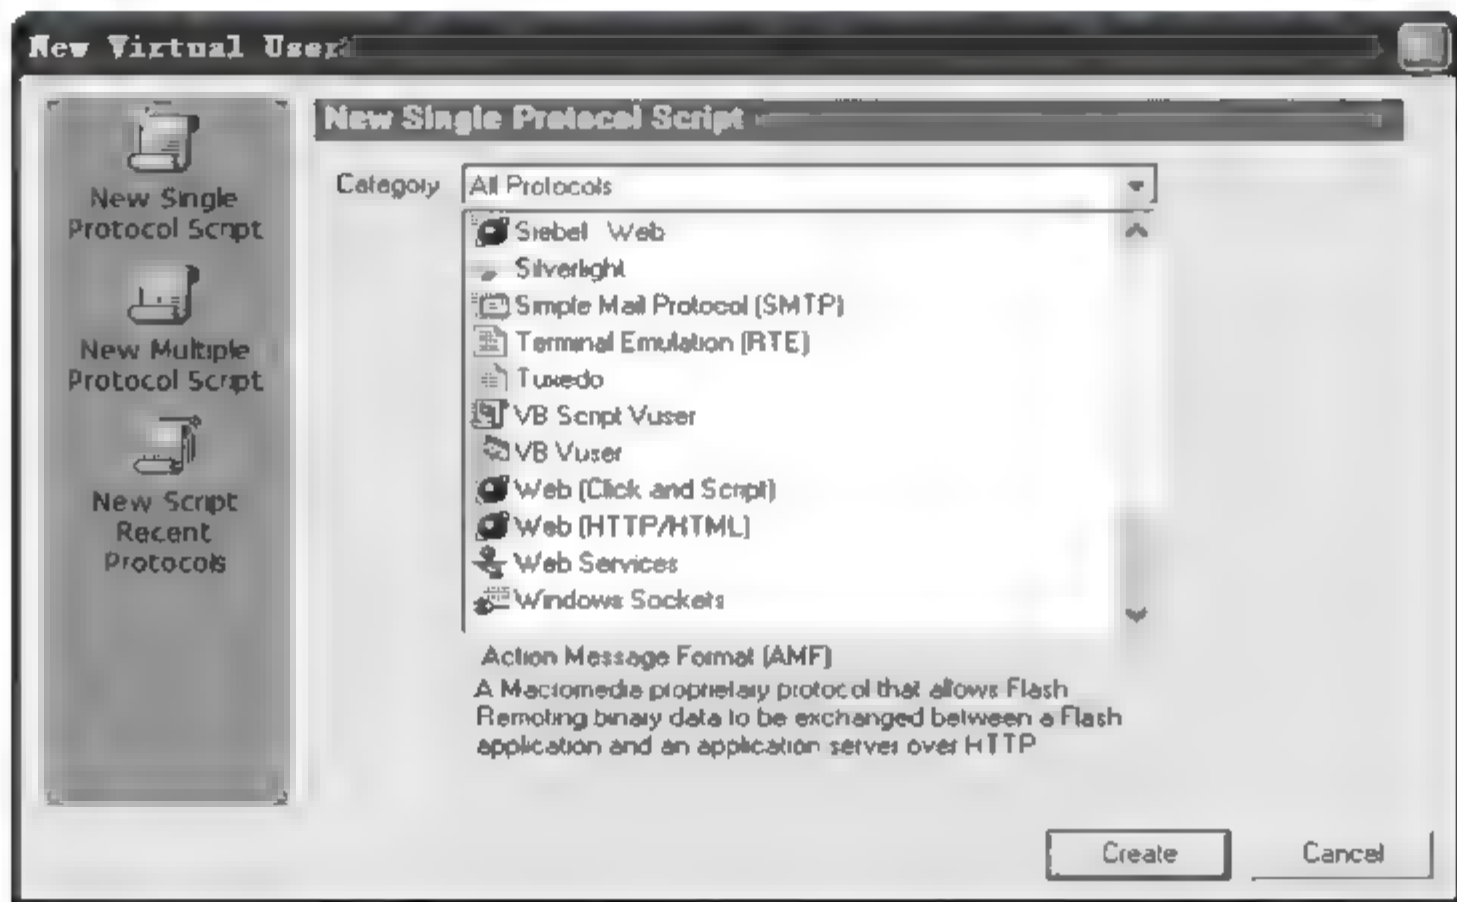 New Virtual User
New Single
Protocol Script
New Multiple
Protocol Script
New Script
Recent
Protocols
New Single Protocol Script
Category
All Protocols
Siebel Web
Silverlight
Simple Mail Protocol (SMTP)
Terminal Emulation (RTE)
Tuxedo
VB Script Vuser
VB Vuser
Web (Click and Script)
Web (HTTP/HTML)
Web Services
Windows Sockets
Action Message Format (AMF)
A Macromedia proprietary protocol that allows Flash
Remoting binary data to be exchanged between a Flash
application and an application server over HTTP
Create
Cancel